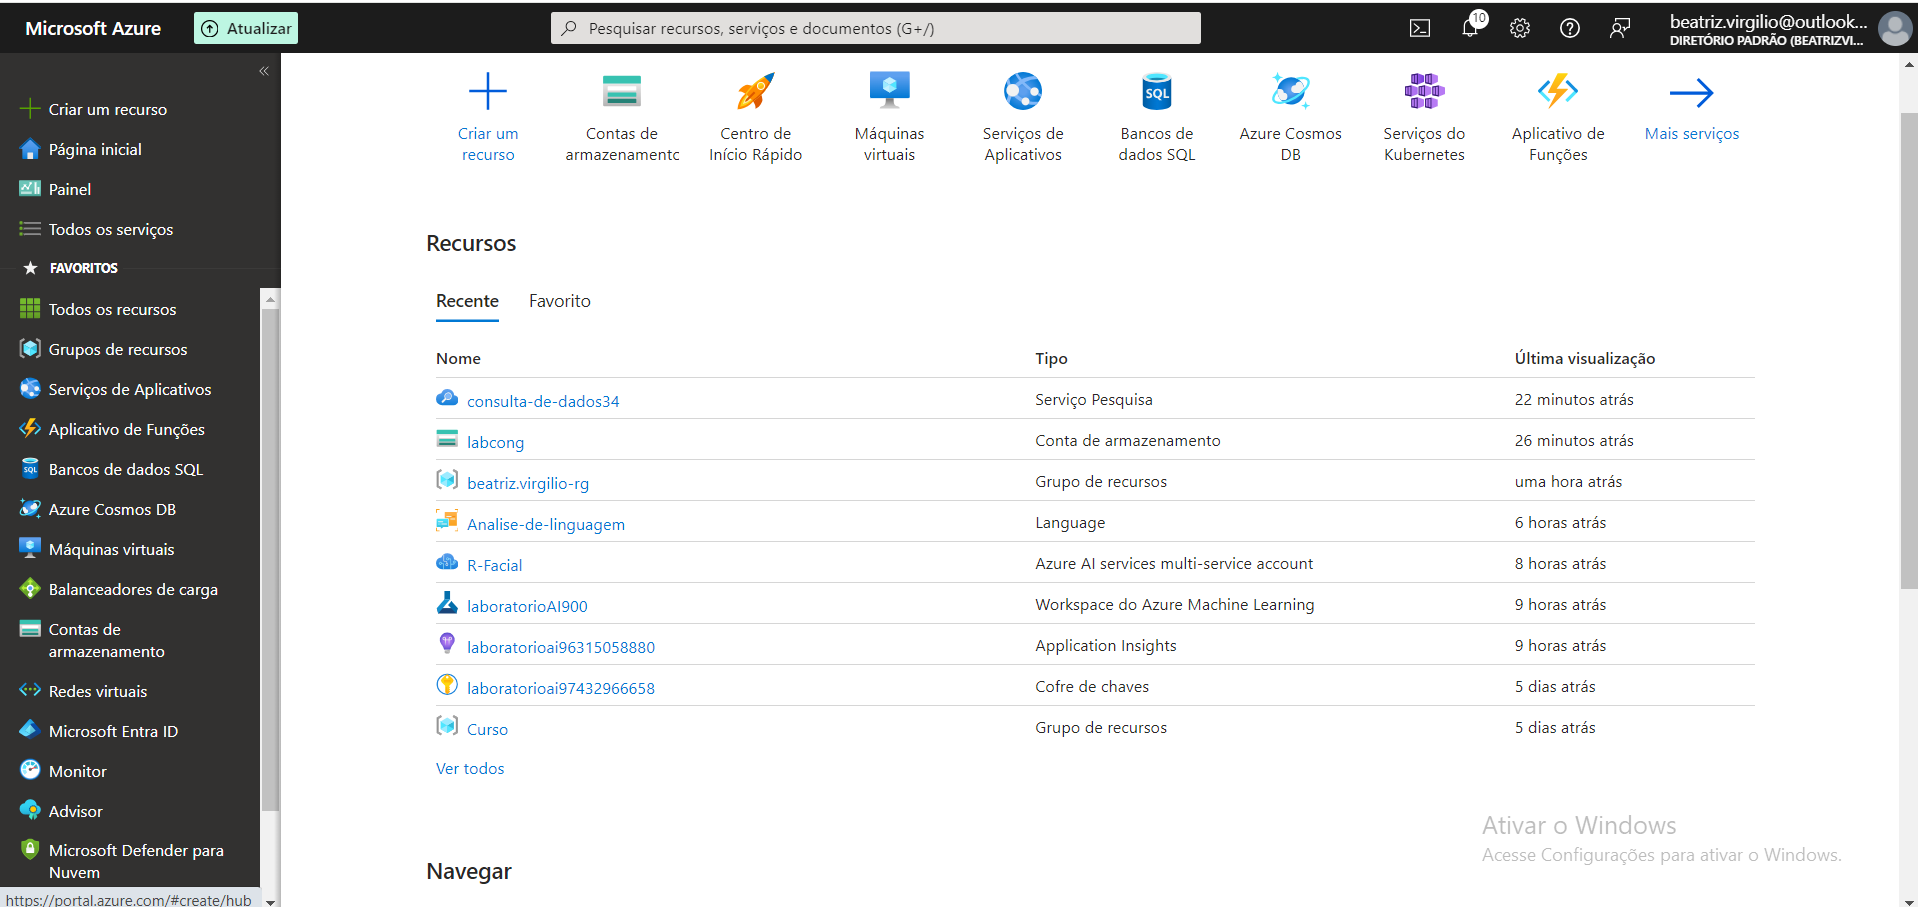 Microsoft Azure
Atualizar
Pesquisar recursos, serviços e documentos (G+/)
10
beatriz.virgilio@outlook...
DIRETÓRIO PADRÃO (BEATRIZVI...
Criar um recurso
Página inicial
Painel
Todos os serviços
FAVORITOS
Todos os recursos
Grupos de recursos
Serviços de Aplicativos
Aplicativo de Funções
SQL
Bancos de dados SQL
Azure Cosmos DB
Máquinas virtuais
Balanceadores de carga
Contas de
armazenamento
Redes virtuais
Microsoft Entra ID
Monitor
Advisor
Microsoft Defender para
Nuvem
https://portal.azure.com/#create/hub
Criar um
recurso
Contas de
armazenamentc
Centro de
Início Rápido
Máquinas
virtuais
Serviços de
Aplicativos
SQL
Bancos de
dados SQL
Azure Cosmos
DB
Serviços do
Kubernetes
Aplicativo de
Funções
Mais serviços
Recursos
Recente Favorito
Nome Tipo Última visualização
consulta-de-dados34 Serviço Pesquisa 22 minutos atrás
labcong Conta de armazenamento 26 minutos atrás
beatriz.virgilio-rg Grupo de recursos uma hora atrás
Analise-de-linguagem Language 6 horas atrás
R-Facial Azure AI services multi-service account 8 horas atrás
laboratorioAI900 Workspace do Azure Machine Learning 9 horas atrás
laboratorioai96315058880 Application Insights 9 horas atrás
laboratorioai97432966658 Cofre de chaves 5 dias atrás
Curso Grupo de recursos 5 dias atrás
Ver todos
Navegar
Ativar o Windows
Acesse Configurações para ativar o Windows.